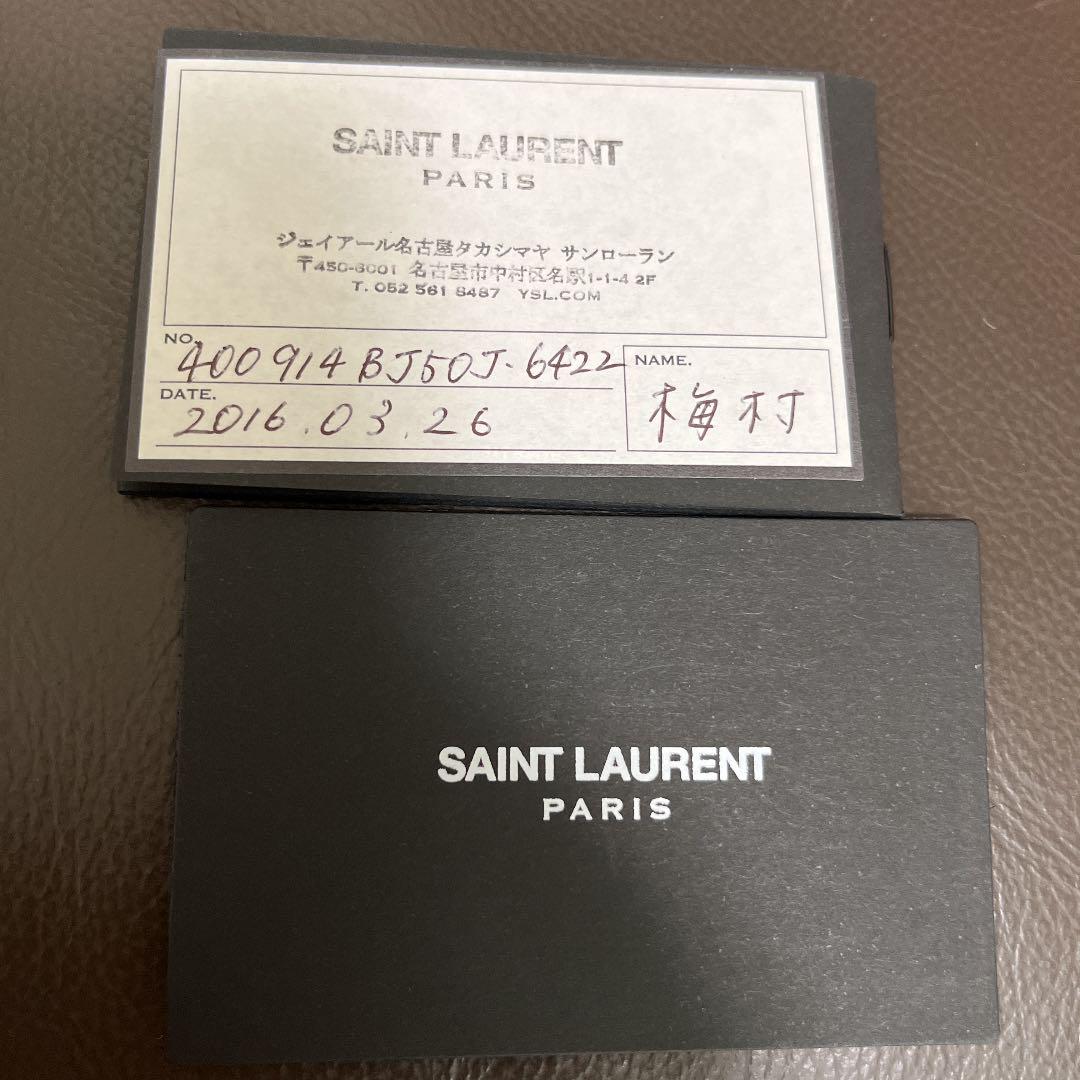 SAINT LAURENT
PARIS
ジェイアール名古屋タカシマヤ サンローラン
〒450-6001 名古屋市中村区名駅1-1-4 2F
T. 052 561 8487 YSL.COM
NO. 400914 BJ50J-6422
DATE. 2016.03.26
NAME. 梅村
SAINT LAURENT
PARIS